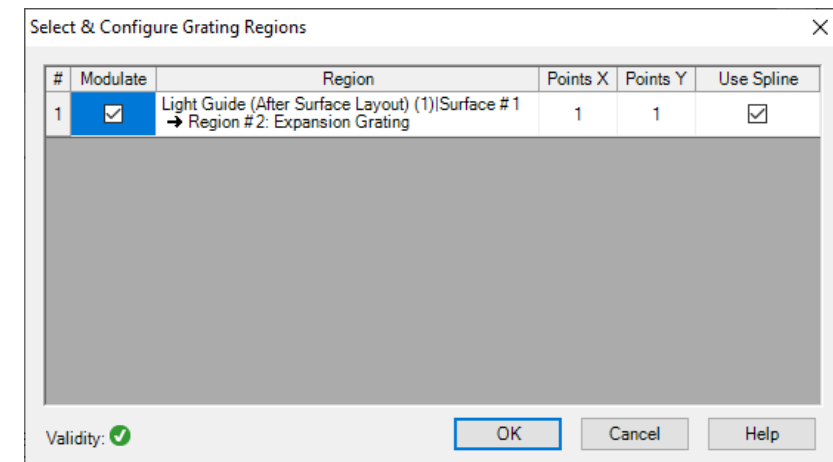 Select & Configure Grating Regions
# Modulate Region Points X Points Y Use Spline
1 Light Guide (After Surface Layout) (1)|Surface #1 1 1
➔ Region #2: Expansion Grating
Validity: OK Cancel Help